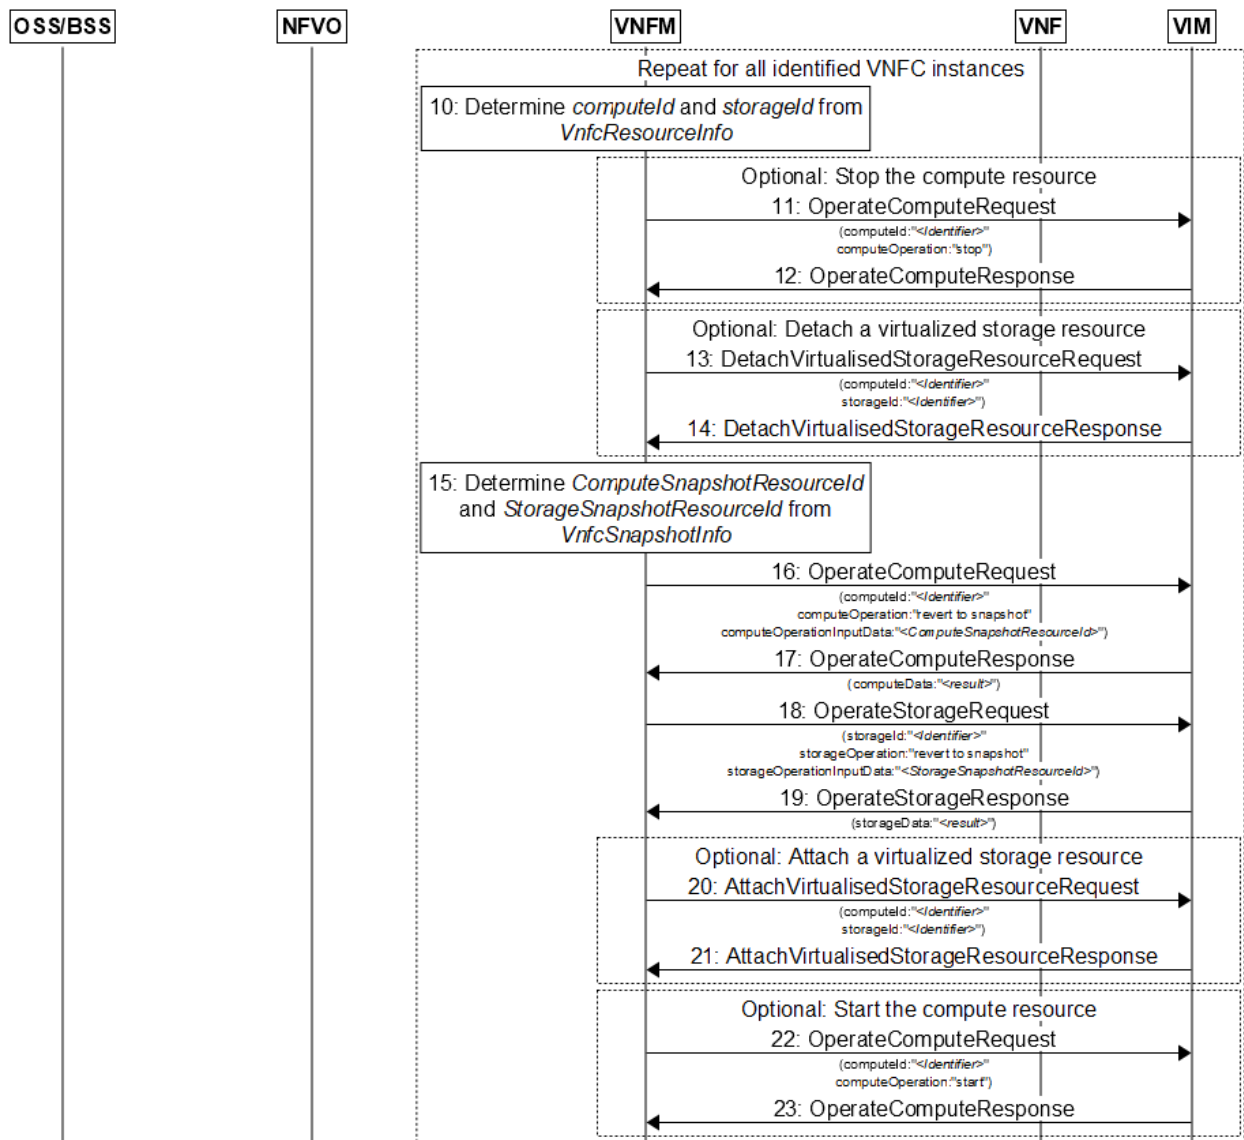 OSS/BSS NFVO VNFM VNF VIM
Repeat for all identified VNFC instances
10: Determine computeId and storageId from
VnfcResourceInfo
Optional: Stop the compute resource
11: OperateComputeRequest
(computeId:"<Identifier>"
computeOperation:"stop")
12: OperateComputeResponse
Optional: Detach a virtualized storage resource
13: DetachVirtualisedStorageResourceRequest
(computeId:"<Identifier>"
storageId:"<Identifier>")
14: DetachVirtualisedStorageResourceResponse
15: Determine ComputeSnapshotResourceId
and StorageSnapshotResourceId from
VnfcSnapshotInfo
16: OperateComputeRequest
(computeId:"<Identifier>"
computeOperation:"revert to snapshot"
computeOperationInputData:"<ComputeSnapshotResourceId>")
17: OperateComputeResponse
(computeData:"<result>")
18: OperateStorageRequest
(storageId:"<Identifier>"
storageOperation:"revert to snapshot"
storageOperationInputData:"<StorageSnapshotResourceId>")
19: OperateStorageResponse
(storageData:"<result>")
Optional: Attach a virtualized storage resource
20: AttachVirtualisedStorageResourceRequest
(computeId:"<Identifier>"
storageId:"<Identifier>")
21: AttachVirtualisedStorageResourceResponse
Optional: Start the compute resource
22: OperateComputeRequest
(computeId:"<Identifier>"
computeOperation:"start")
23: OperateComputeResponse